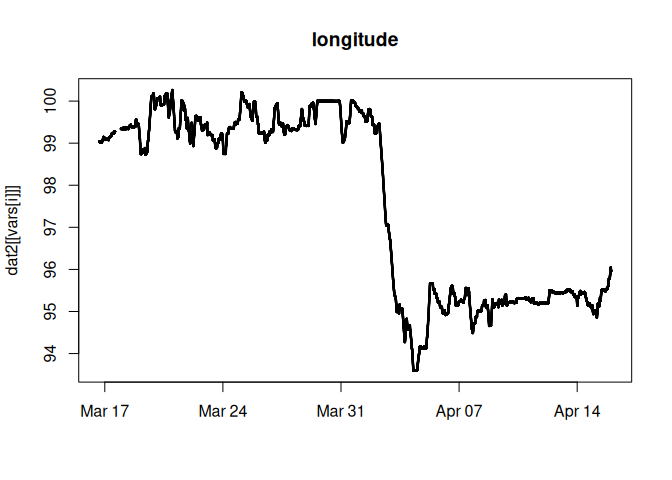 longitude
dat2[[vars[i]]]
100
99
98
97
96
95
94
Mar 17
Mar 24
Mar 31
Apr 07
Apr 14